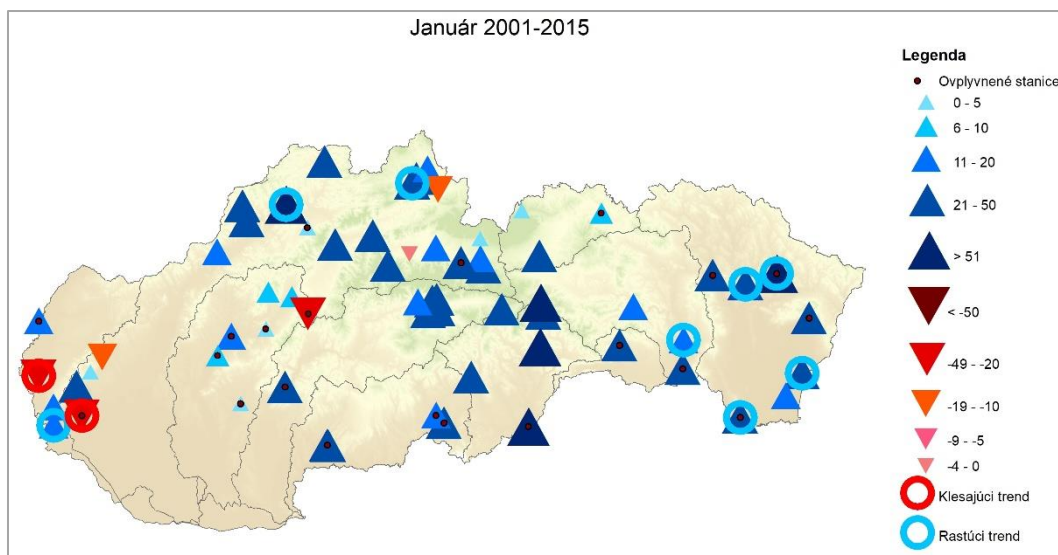 Január 2001-2015
Legenda
Ovplyvnené stanice
0 - 5
6 - 10
11 - 20
21 - 50
> 51
< -50
-49 - -20
-19 - -10
-9 - -5
-4 - 0
Klesajúci trend
Rastúci trend